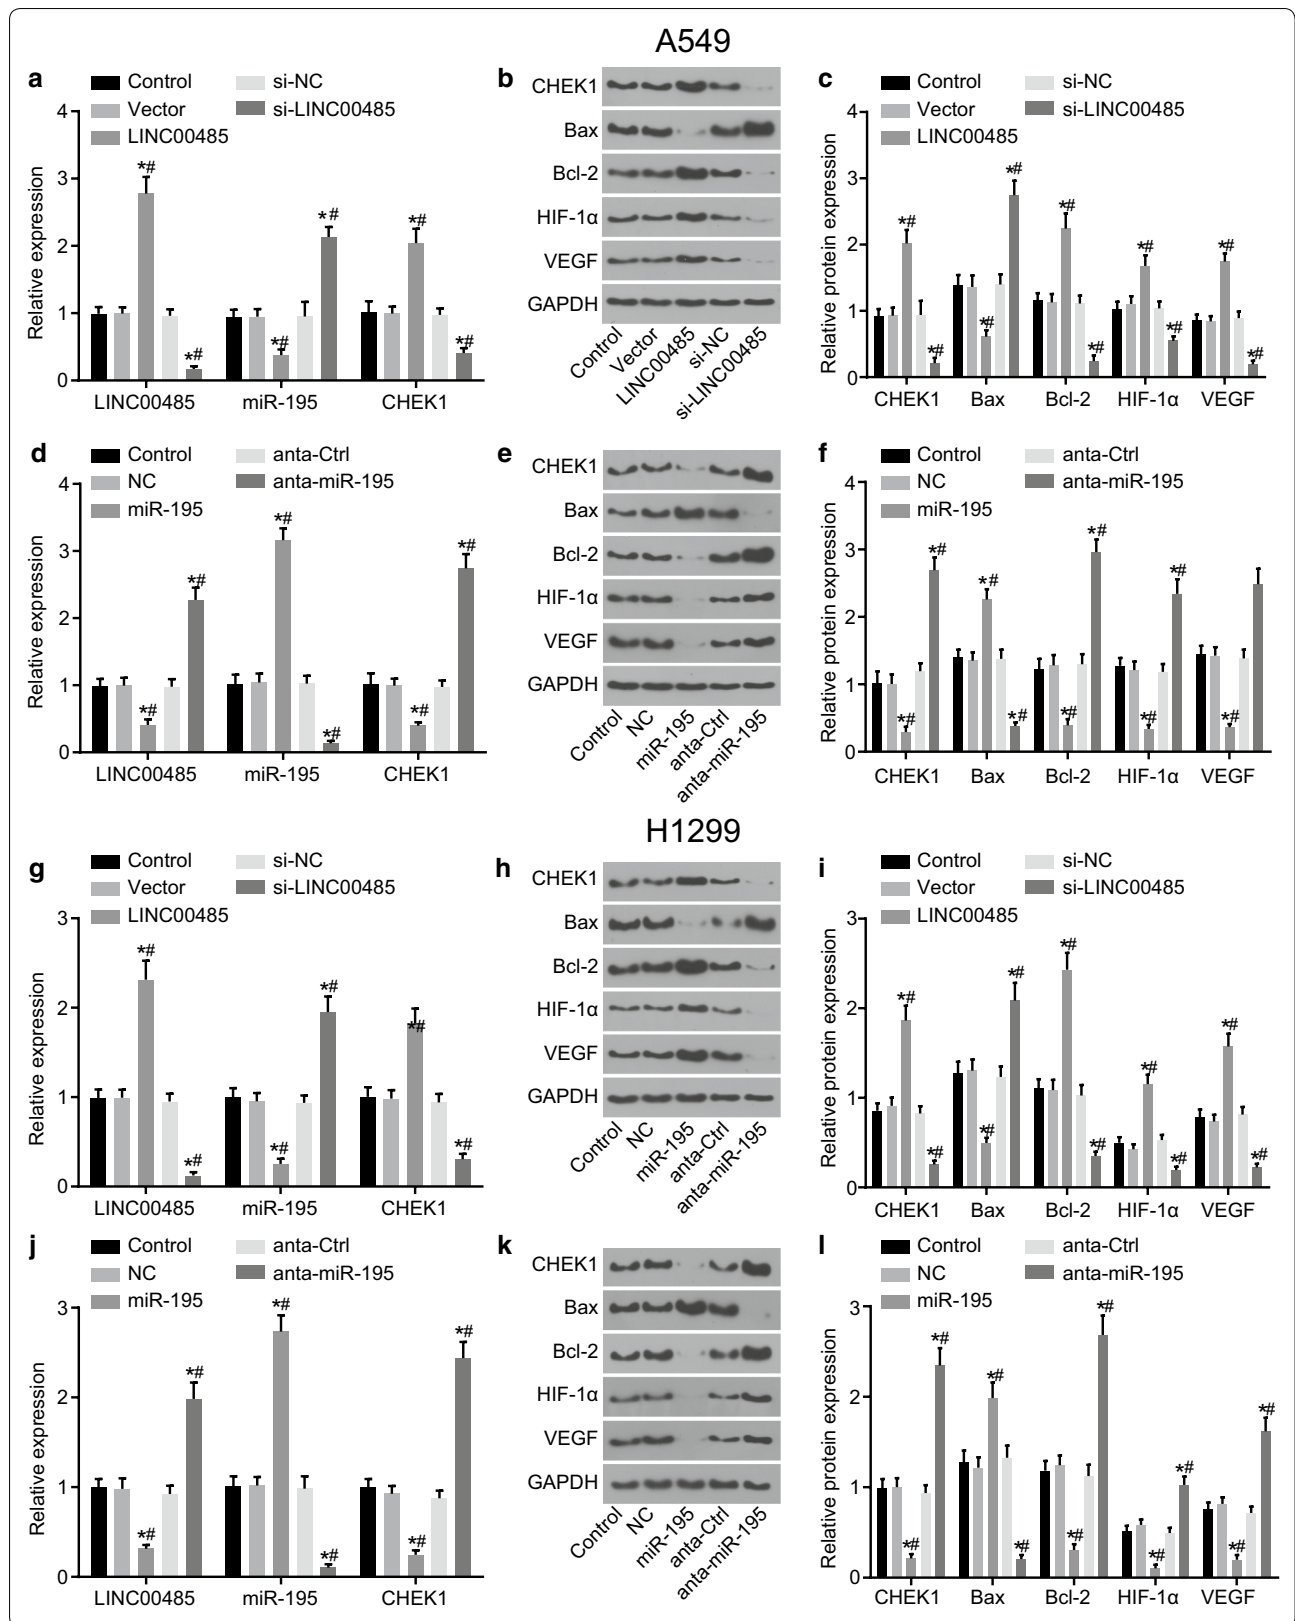 A549
a
Control
Vector
LINC00485
si-NC
si-LINC00485
Relative expression
4
3
2
1
0
*#
*#
*#
*#
*#
*#
LINC00485 miR-195 CHEK1
b
CHEK1
Bax
Bcl-2
HIF-1α
VEGF
GAPDH
Control
Vector
LINC00485
si-NC
si-LINC00485
c
Control
Vector
LINC00485
si-NC
si-LINC00485
Relative protein expression
4
3
2
1
0
*#
*#
*#
*#
*#
*#
*#
*#
*#
*#
CHEK1 Bax Bcl-2 HIF-1α VEGF
d
Control
NC
miR-195
anta-Ctrl
anta-miR-195
Relative expression
4
3
2
1
0
*#
*#
*#
*#
*#
LINC00485 miR-195 CHEK1
e
CHEK1
Bax
Bcl-2
HIF-1α
VEGF
GAPDH
Control
NC
miR-195
anta-Ctrl
anta-miR-195
f
Control
NC
miR-195
anta-Ctrl
anta-miR-195
Relative protein expression
4
3
2
1
0
*#
*#
*#
*#
*#
*#
*#
*#
*#
CHEK1 Bax Bcl-2 HIF-1α VEGF
H1299
g
Control
Vector
LINC00485
si-NC
si-LINC00485
Relative expression
3
2
1
0
*#
*#
*#
*#
*#
*#
LINC00485 miR-195 CHEK1
h
CHEK1
Bax
Bcl-2
HIF-1α
VEGF
GAPDH
Control
NC
miR-195
anta-Ctrl
anta-miR-195
i
Control
Vector
LINC00485
si-NC
si-LINC00485
Relative protein expression
3
2
1
0
*#
*#
*#
*#
*#
*#
*#
*#
*#
*#
CHEK1 Bax Bcl-2 HIF-1α VEGF
j
Control
NC
miR-195
anta-Ctrl
anta-miR-195
Relative expression
3
2
1
0
*#
*#
*#
*#
*#
*#
LINC00485 miR-195 CHEK1
k
CHEK1
Bax
Bcl-2
HIF-1α
VEGF
GAPDH
Control
NC
miR-195
anta-Ctrl
anta-miR-195
l
Control
NC
miR-195
anta-Ctrl
anta-miR-195
Relative protein expression
3
2
1
0
*#
*#
*#
*#
*#
*#
*#
*#
*#
*#
CHEK1 Bax Bcl-2 HIF-1α VEGF